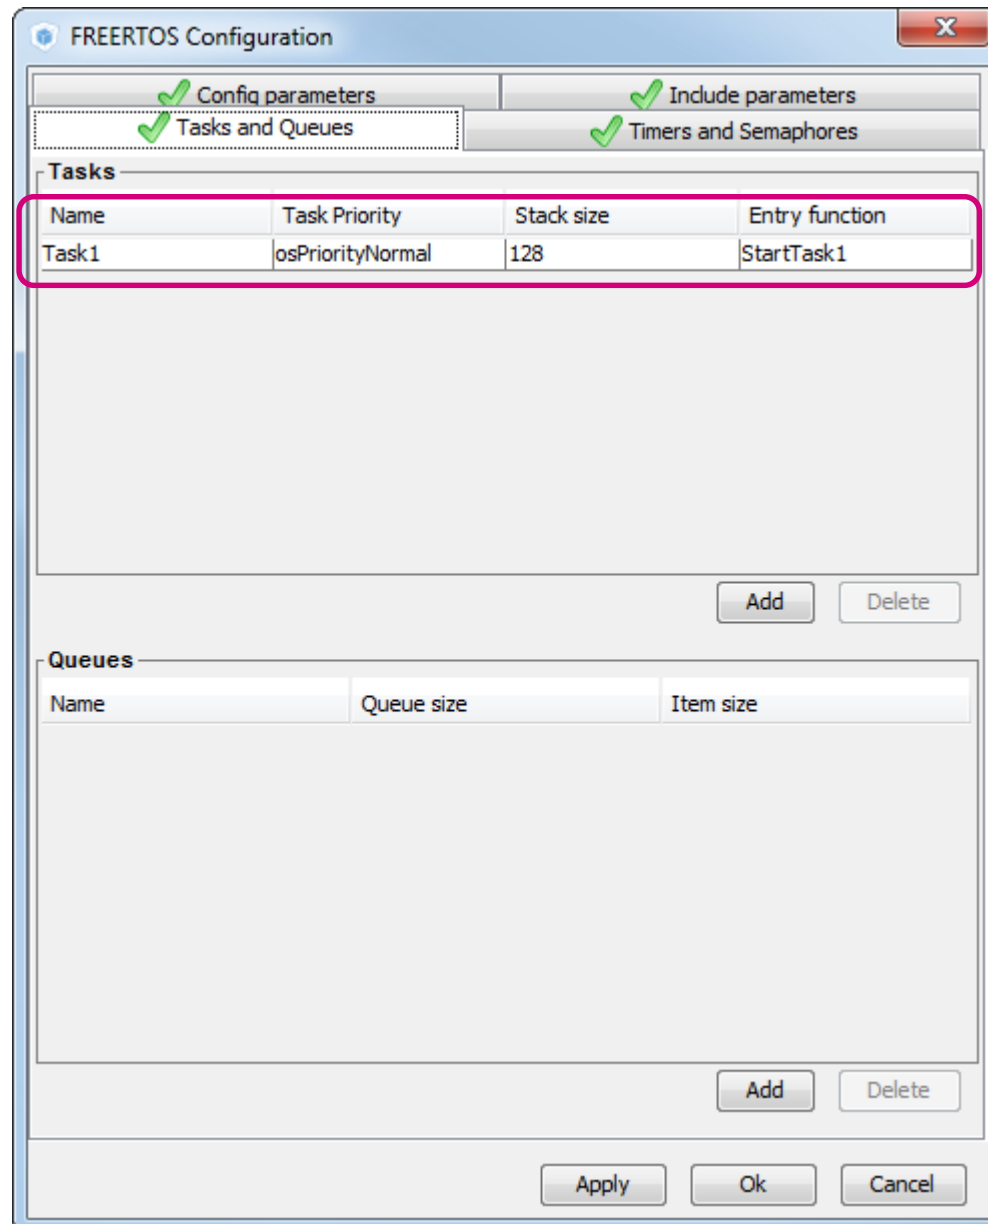 FREERTOS Configuration
Config parameters Include parameters
Tasks and Queues Timers and Semaphores
Tasks
Name Task Priority Stack size Entry function
Task1 osPriorityNormal 128 StartTask1
Add Delete
Queues
Name Queue size Item size
Add Delete
Apply Ok Cancel